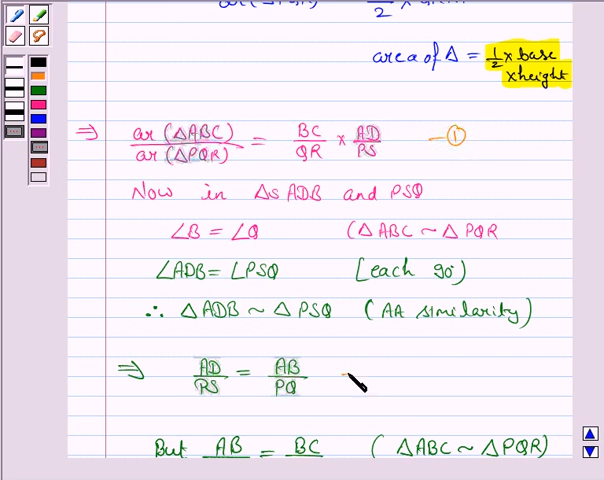 area of Δ = 1/2 × base
× height
⇒ ar (ΔABC) / ar (ΔPQR) = BC / QR × AD / PS — ①
Now in Δs ADB and PSQ
∠B = ∠Q (ΔABC ~ ΔPQR
∠ADB = ∠PSQ [each 90°)
∴ ΔADB ~ ΔPSQ (AA similarity)
⇒ AD / PS = AB / PQ
But AB = BC (ΔABC ~ ΔPQR)